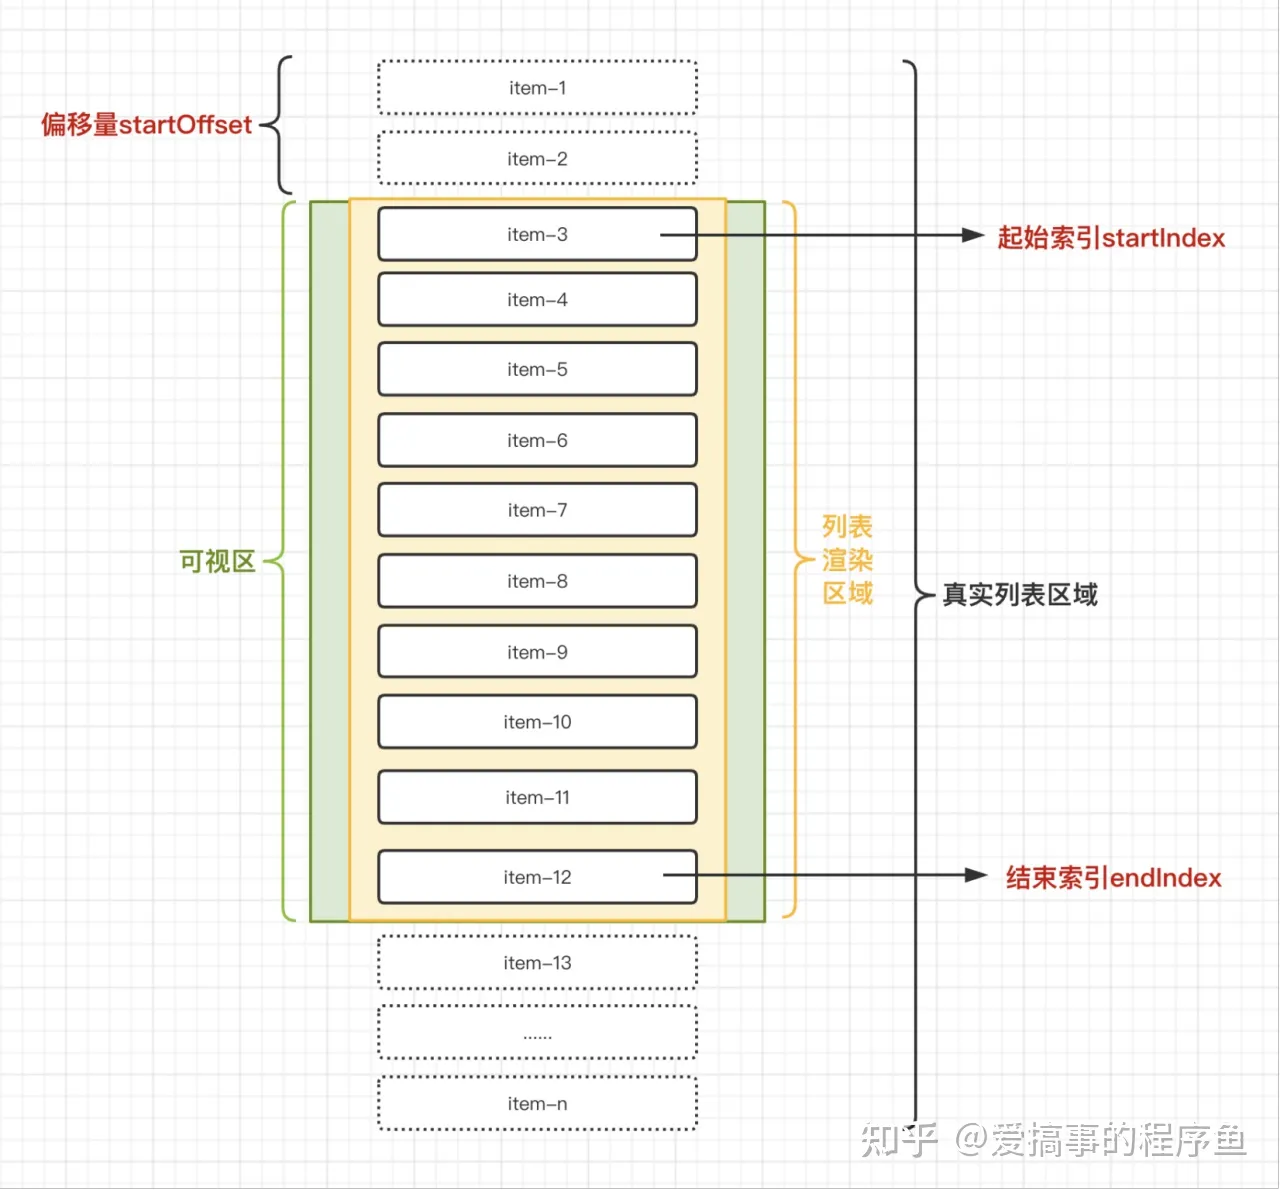 item-1
偏移量startOffset
item-2
item-3
起始索引startIndex
item-4
item-5
item-6
item-7
列表
渲染
区域
可视区
item-8
真实列表区域
item-9
item-10
item-11
item-12
结束索引endIndex
item-13
......
item-n
知乎 @爱搞事的程序鱼